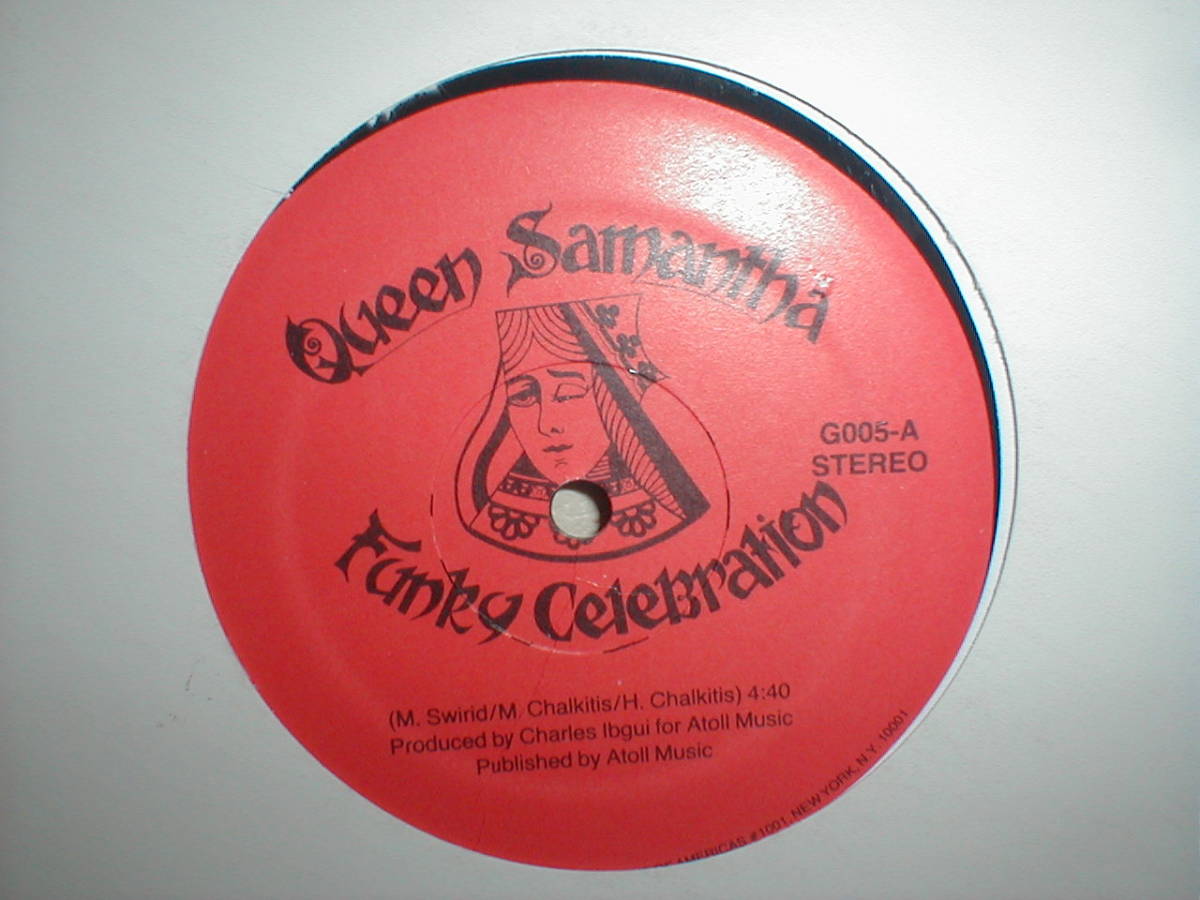 Queen Samantha
G005-A
STEREO
Funky Celebration
(M. Swirid/M. Chalkitis/H. Chalkitis) 4:40
Produced by Charles Ibgui for Atoll Music
Published by Atoll Music
AMERICAS #1001, NEW YORK, N.Y. 10001